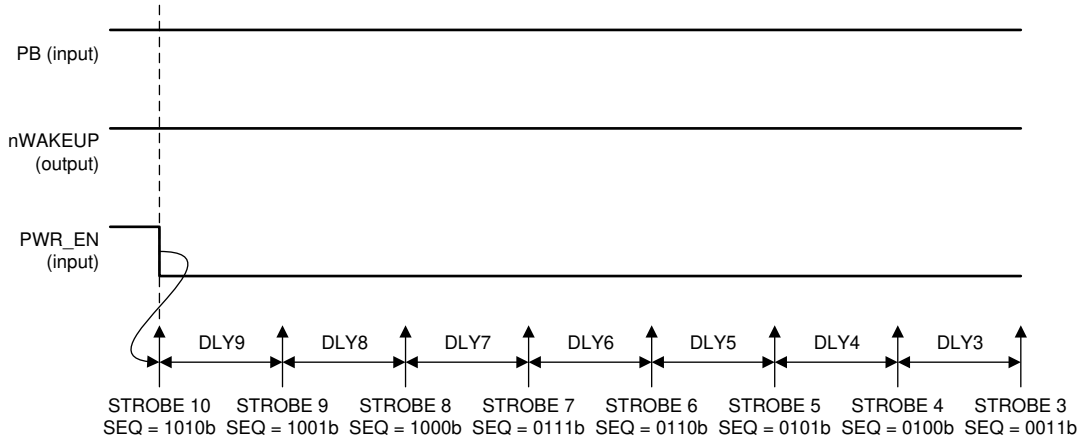 PB (input)
nWAKEUP
(output)
PWR_EN
(input)
DLY9 DLY8 DLY7 DLY6 DLY5 DLY4 DLY3
STROBE 10 STROBE 9 STROBE 8 STROBE 7 STROBE 6 STROBE 5 STROBE 4 STROBE 3
SEQ = 1010b SEQ = 1001b SEQ = 1000b SEQ = 0111b SEQ = 0110b SEQ = 0101b SEQ = 0100b SEQ = 0011b